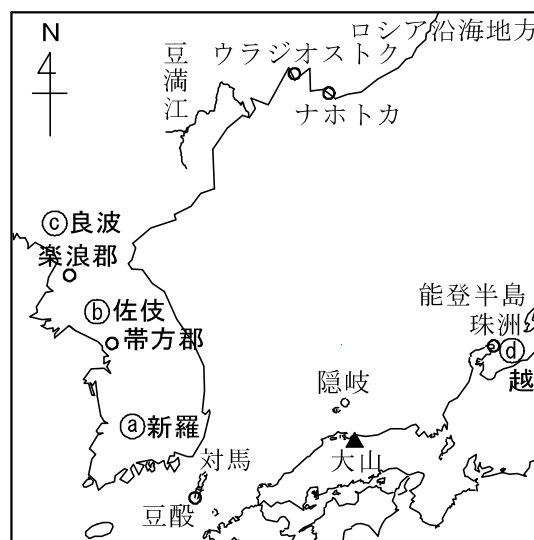 N
ロシア沿海地方
ウラジオストク
豆満江
ナホトカ
ⓒ良波
楽浪郡
ⓑ佐伎
帯方郡
能登半島
珠洲
ⓓ
越
隠岐
ⓐ新羅
対馬
大山
豆酘